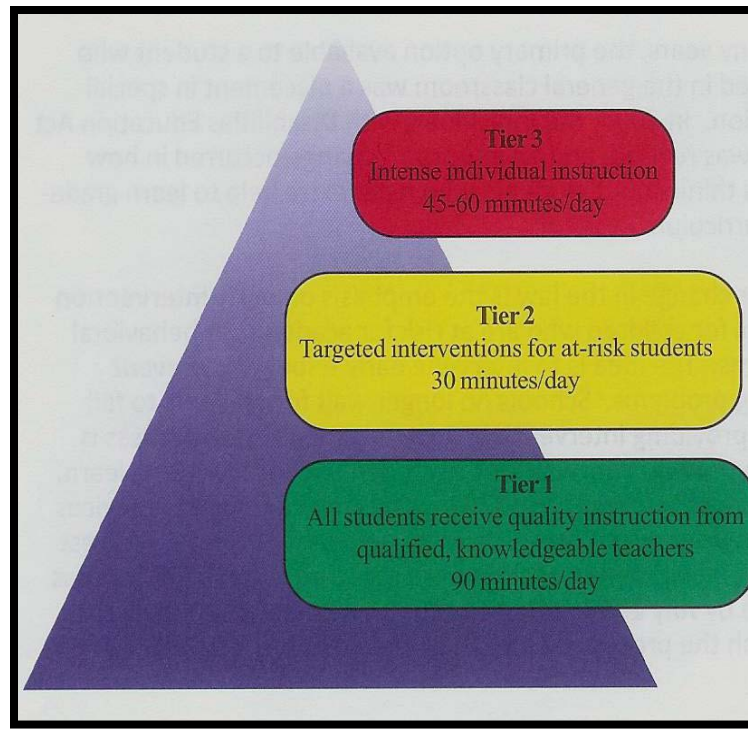 Tier 3
Intense individual instruction
45-60 minutes/day
Tier 2
Targeted interventions for at-risk students
30 minutes/day
Tier 1
All students receive quality instruction from
qualified, knowledgeable teachers
90 minutes/day